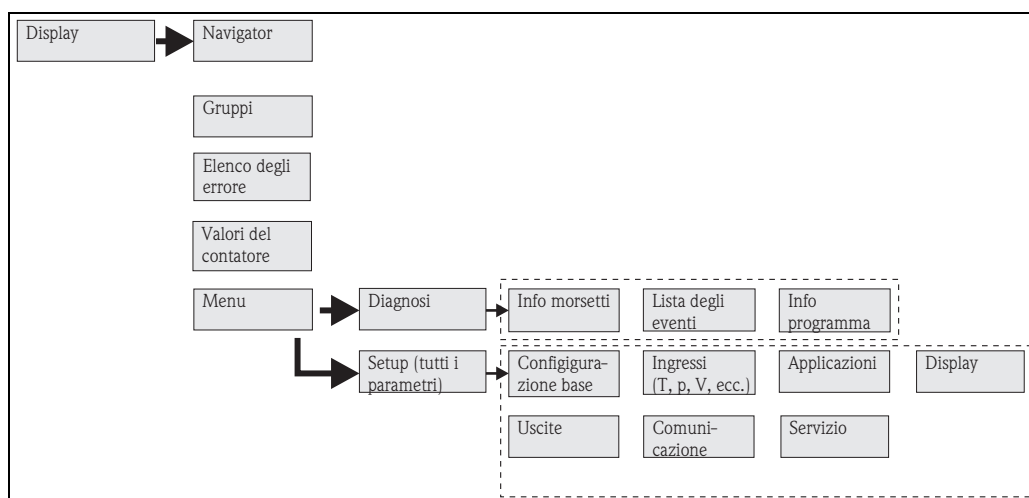 Display
Navigator
Gruppi
Elenco degli
errore
Valori del
contatore
Menu
Diagnosi
Info morsetti
Lista degli
eventi
Info
programma
Setup (tutti i
parametri)
Configigura-
zione base
Ingressi
(T, p, V, ecc.)
Applicazioni
Display
Uscite
Comuni-
cazione
Servizio